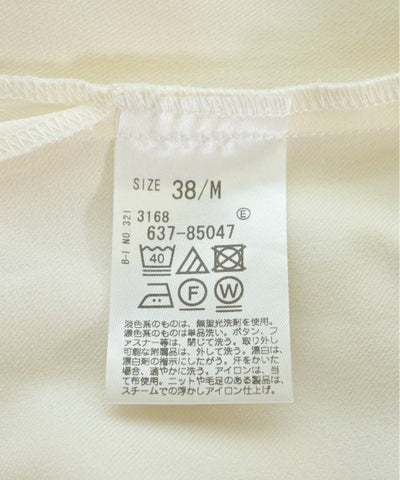 SIZE 38/M
B-I NO.321
3168 E
637-85047
40
F W
淡色系のものは、無蛍光洗剤を使用。
濃色系のものは単品洗い。ボタン、フ
ァスナー等は、閉じて洗う。取り外し
可能な付属品は、外して洗う。漂白は、
漂白剤の指示にしたがう。汗をかいた
場合、速やかに洗う。アイロンは、当
て布使用。ニットや毛足のある製品は、
スチームでの浮かしアイロン仕上げ。